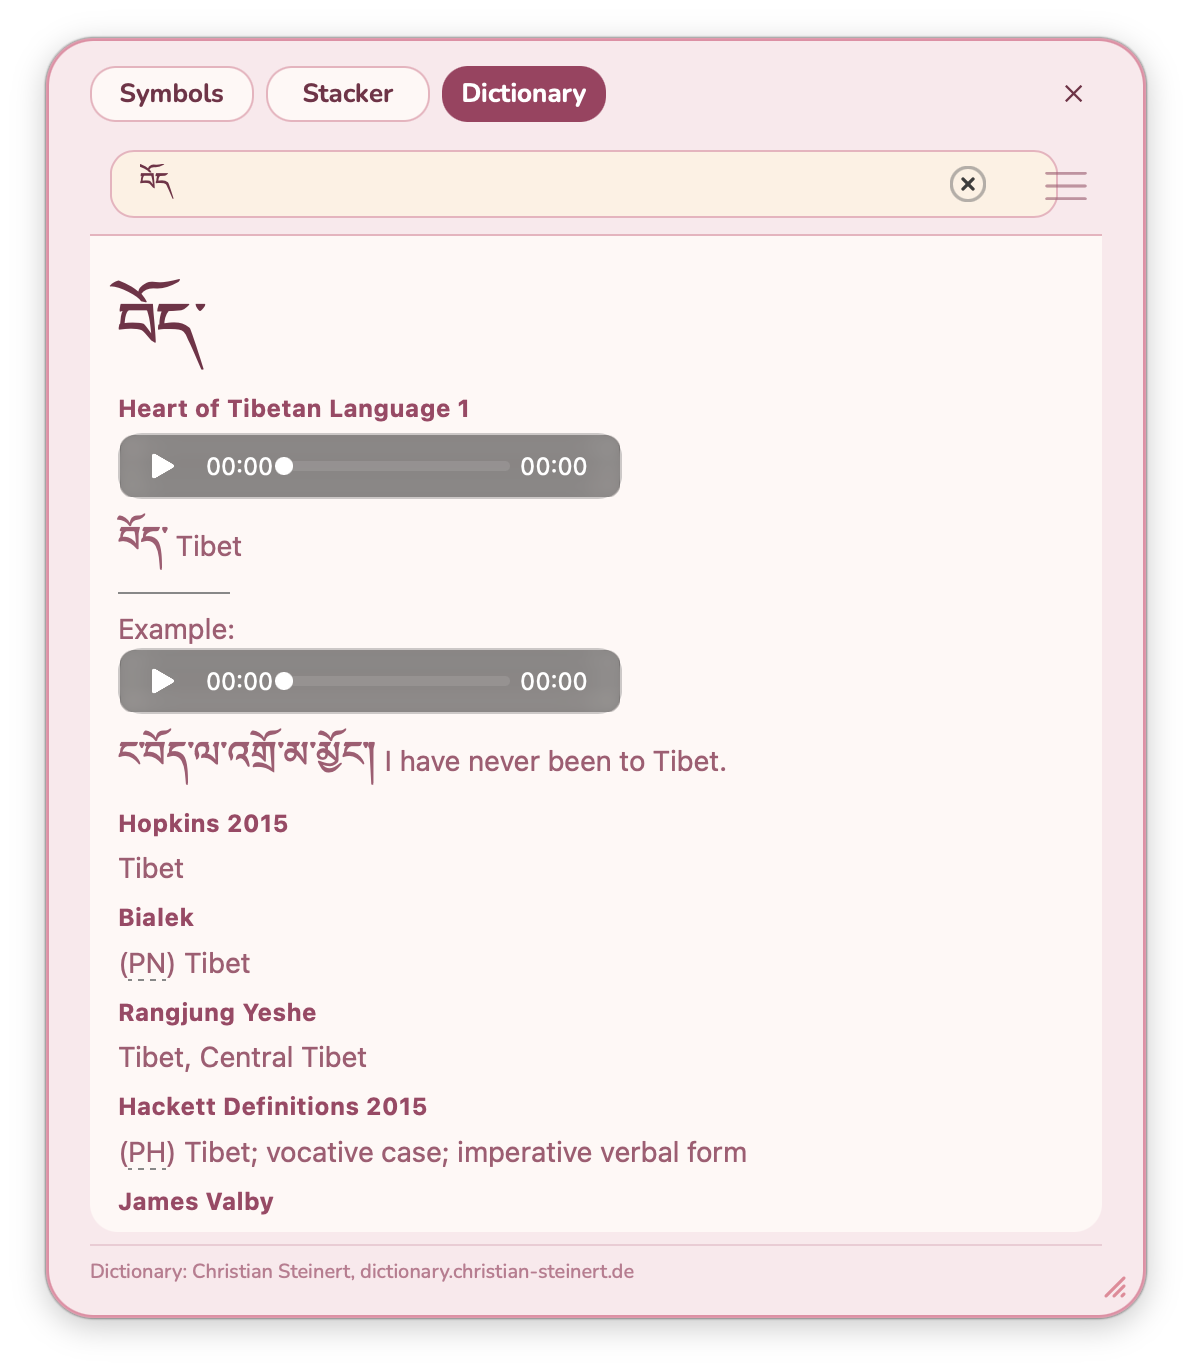 Symbols Stacker Dictionary
བོད
བོད་
Heart of Tibetan Language 1
00:00 00:00
བོད་ Tibet
Example:
00:00 00:00
ང་བོད་ལ་འགྲོ་མ་མྱོང་། I have never been to Tibet.
Hopkins 2015
Tibet
Bialek
(PN) Tibet
Rangjung Yeshe
Tibet, Central Tibet
Hackett Definitions 2015
(PH) Tibet; vocative case; imperative verbal form
James Valby
Dictionary: Christian Steinert, dictionary.christian-steinert.de